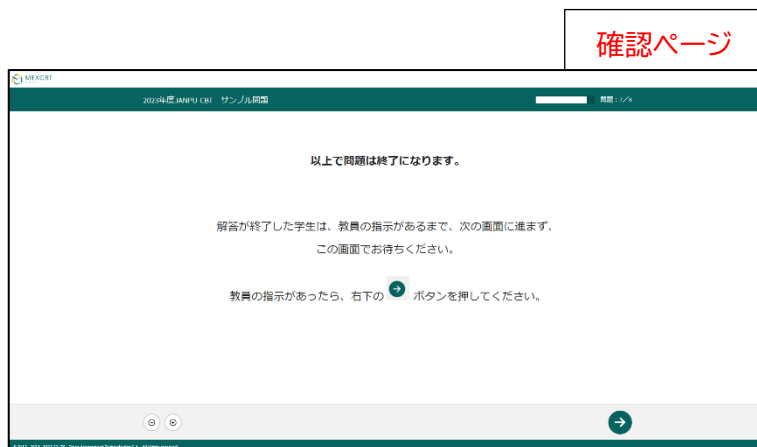 確認ページ
MEXCBT
2023年度JANPU CBT サンプル問題
問題：7/8
以上で問題は終了になります。
解答が終了した学生は、教員の指示があるまで、次の画面に進まず、
この画面でお待ちください。
教員の指示があったら、右下の ボタンを押してください。